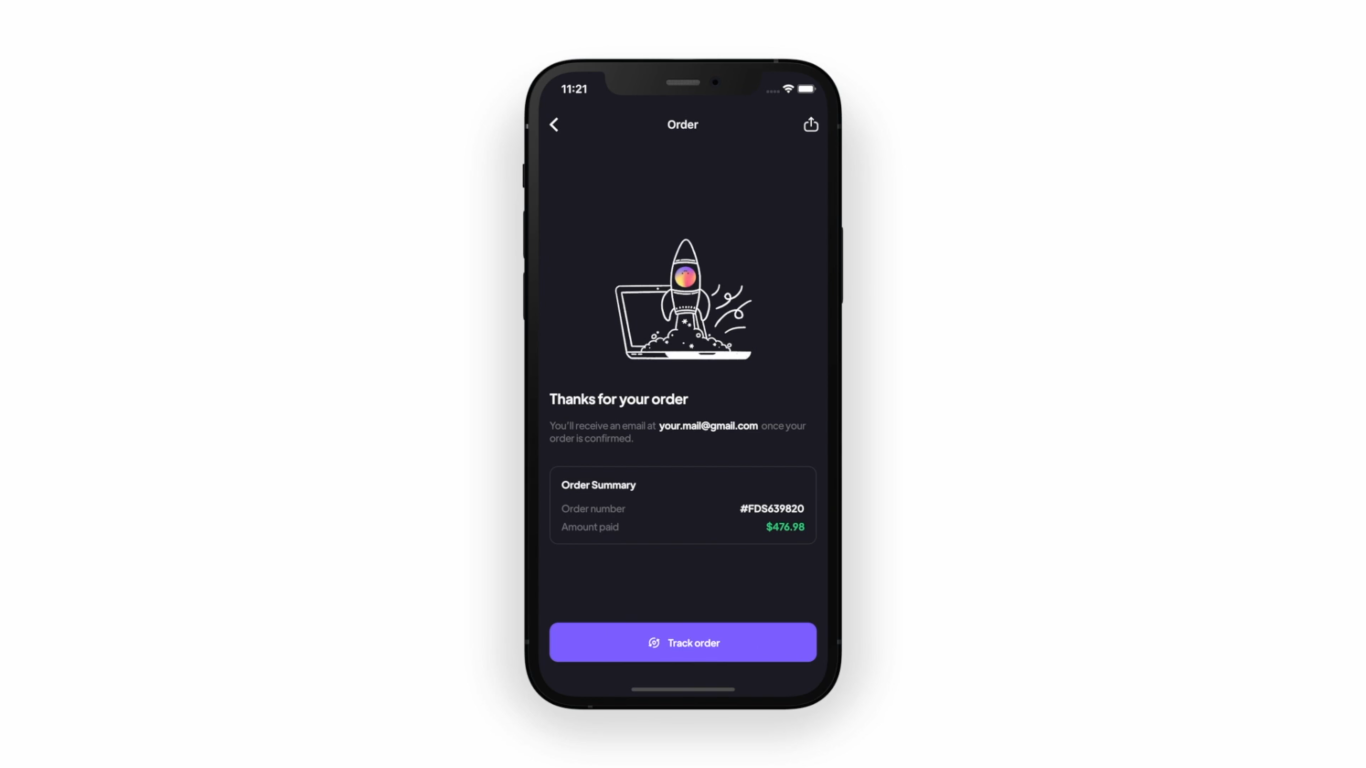 11:21
Order
Thanks for your order
You'll receive an email at your.mail@gmail.com once your
order is confirmed.
Order Summary
Order number #FDS639820
Amount paid $476.98
Track order